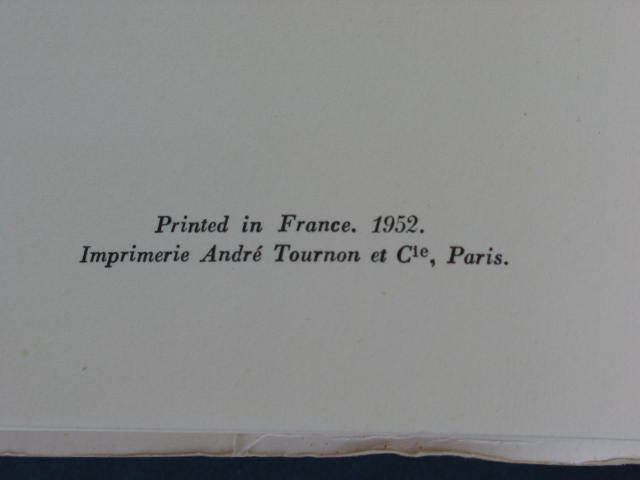 Printed in France. 1952.
Imprimerie André Tournon et Cie, Paris.